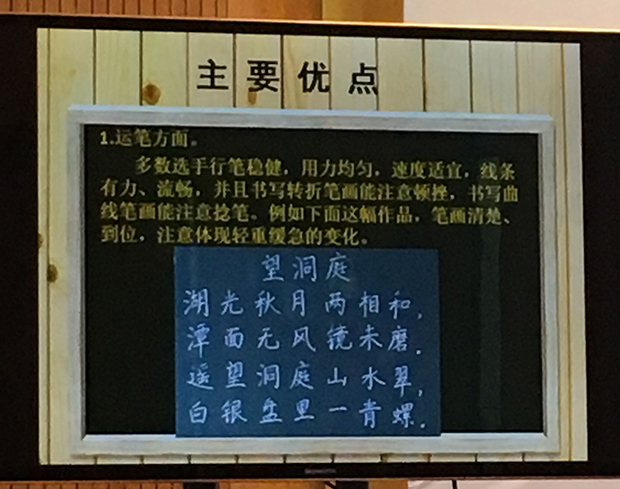 主要优点
1.运笔方面。
多数选手行笔稳健，用力均匀，速度适宜，线条
有力、流畅，并且书写转折笔画能注意顿挫，书写曲
线笔画能注意捻笔。例如下面这幅作品，笔画清楚、
到位，注意体现轻重缓急的变化。
望洞庭
湖光秋月两相和，
潭面无风镜未磨．
遥望洞庭山水翠，
白银盘里一青螺．